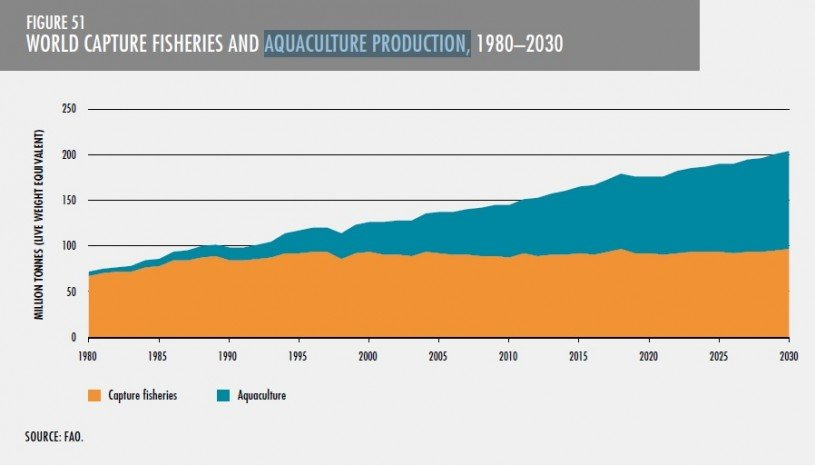 FIGURE 51
WORLD CAPTURE FISHERIES AND AQUACULTURE PRODUCTION, 1980–2030
MILLION TONNES (LIVE WEIGHT EQUIVALENT)
250
200
150
100
50
0
1980 1985 1990 1995 2000 2005 2010 2015 2020 2025 2030
Capture fisheries Aquaculture
SOURCE: FAO.